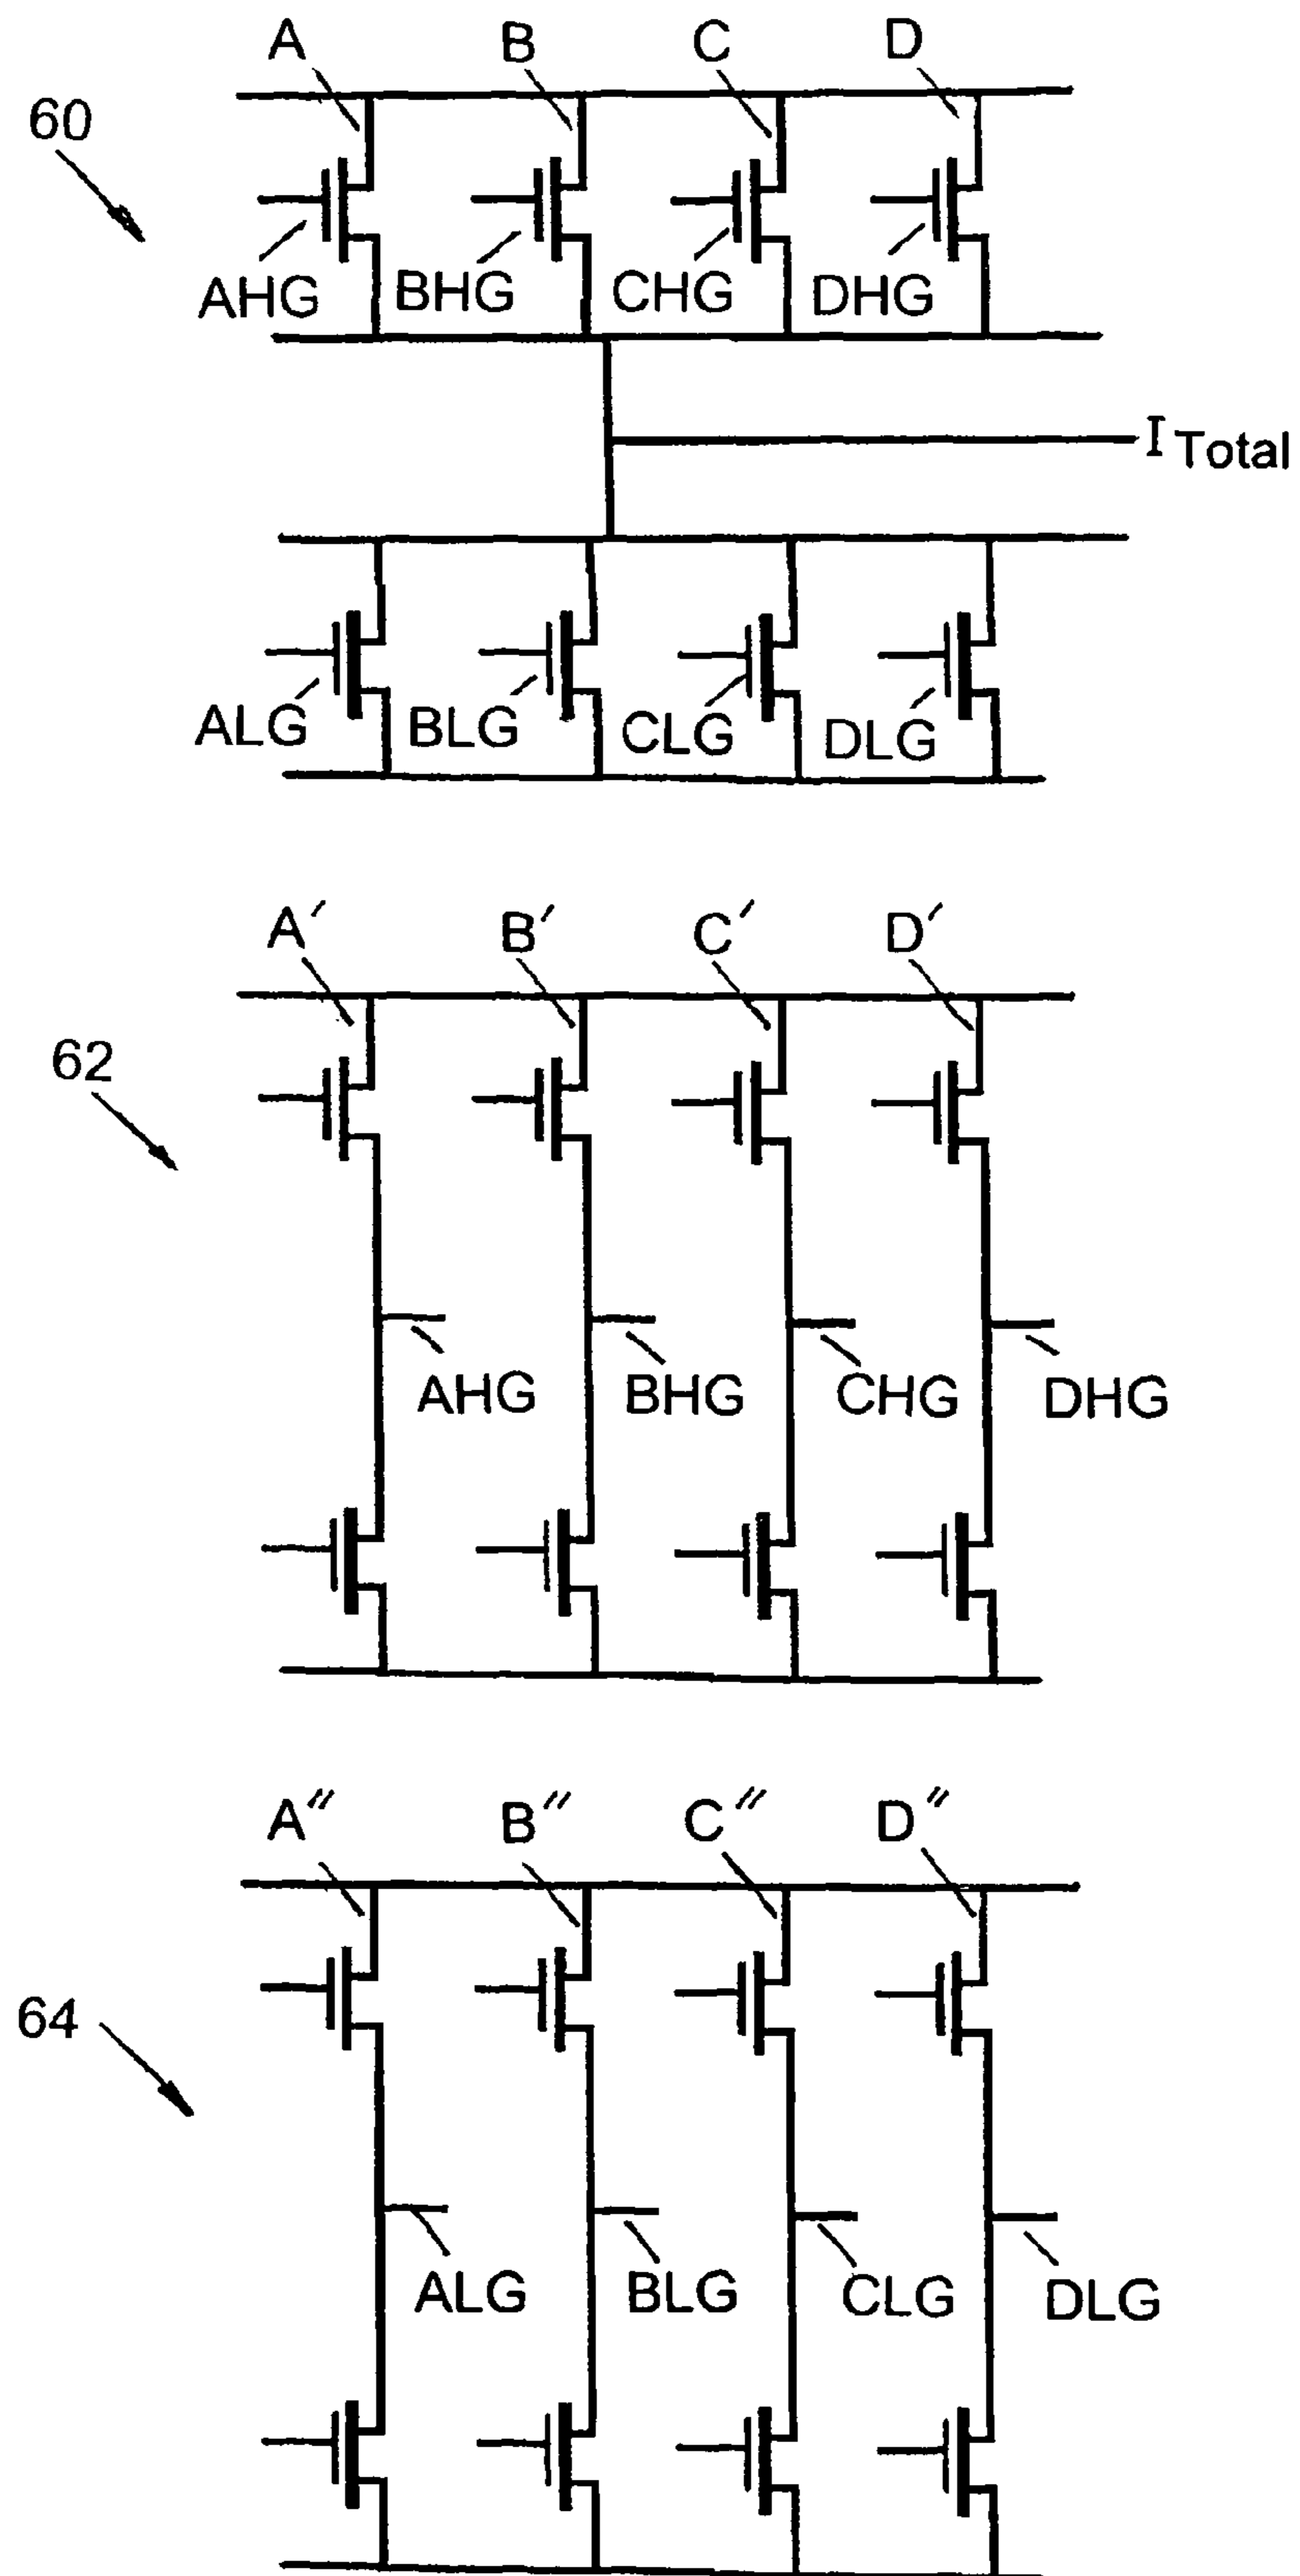 A B C D
60
AHG BHG CHG DHG
I Total
ALG BLG CLG DLG
A′ B′ C′ D′
62
AHG BHG CHG DHG
A″ B″ C″ D″
64
ALG BLG CLG DLG